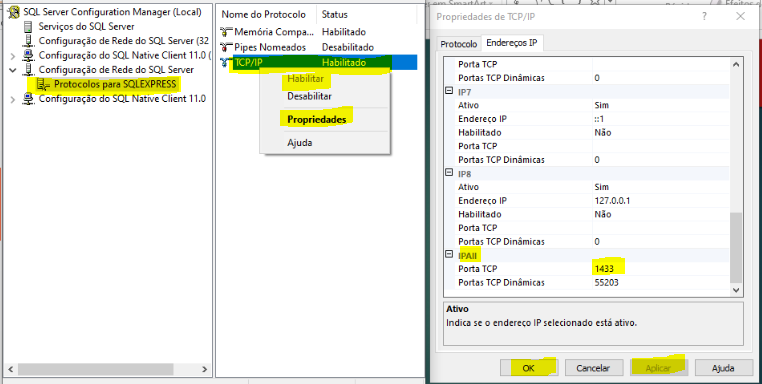 SQL Server Configuration Manager (Local)
Serviços do SQL Server
Configuração de Rede do SQL Server (32
Configuração do SQL Native Client 11.0 (
Configuração de Rede do SQL Server
Protocolos para SQLEXPRESS
Configuração do SQL Native Client 11.0
Nome do Protocolo Status
Memória Compa... Habilitado
Pipes Nomeados Desabilitado
TCP/IP Habilitado
Habilitar
Desabilitar
Propriedades
Ajuda
Propriedades de TCP/IP ? ×
Protocolo Endereços IP
Porta TCP
Portas TCP Dinâmicas 0
IP7
Ativo Sim
Endereço IP ::1
Habilitado Não
Porta TCP
Portas TCP Dinâmicas 0
IP8
Ativo Sim
Endereço IP 127.0.0.1
Habilitado Não
Porta TCP
Portas TCP Dinâmicas 0
IPAll
Porta TCP 1433
Portas TCP Dinâmicas 55203
Ativo
Indica se o endereço IP selecionado está ativo.
OK Cancelar Aplicar Ajuda